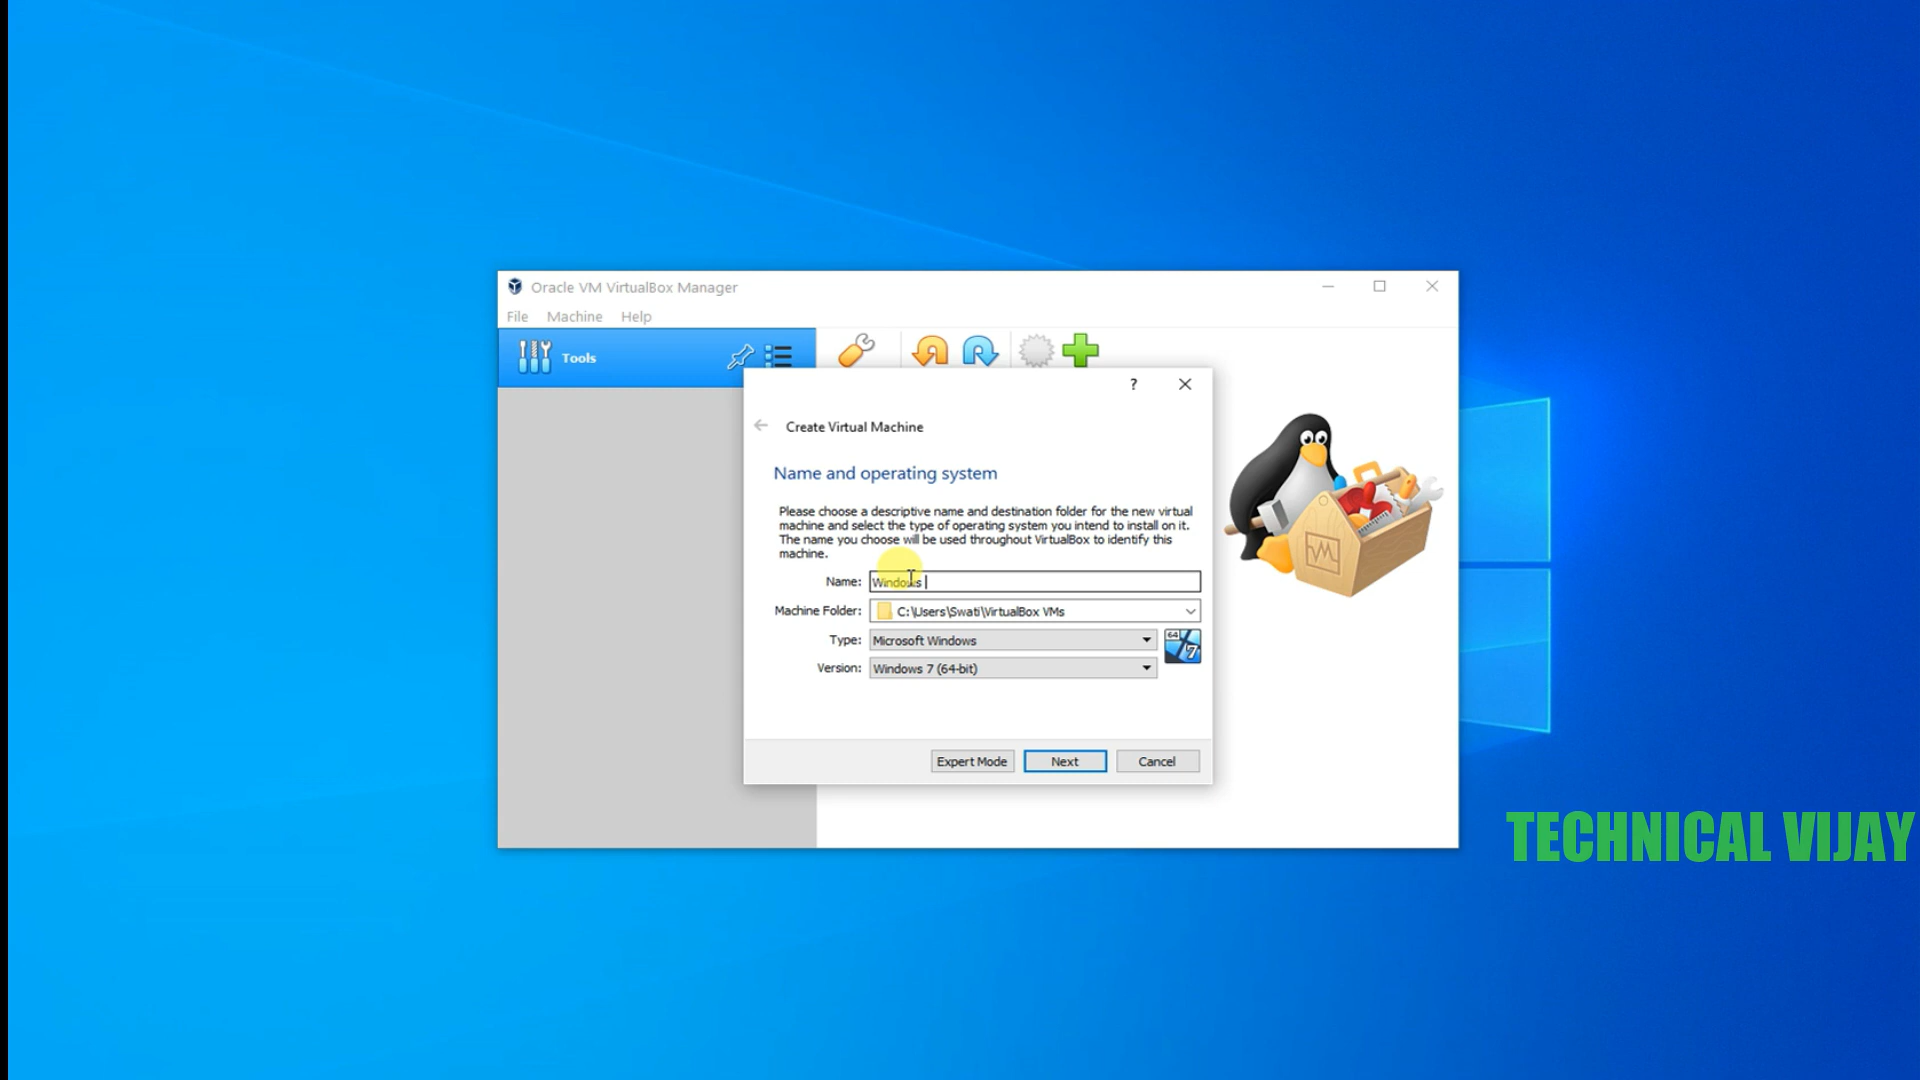 Oracle VM VirtualBox Manager
File Machine Help
Tools
?
Create Virtual Machine
Name and operating system
Please choose a descriptive name and destination folder for the new virtual
machine and select the type of operating system you intend to install on it.
The name you choose will be used throughout VirtualBox to identify this
machine.
Name: Windows
Machine Folder: C:\Users\Swati\VirtualBox VMs
Type: Microsoft Windows
64
7
Version: Windows 7 (64-bit)
Expert Mode Next Cancel
TECHNICAL VIJAY